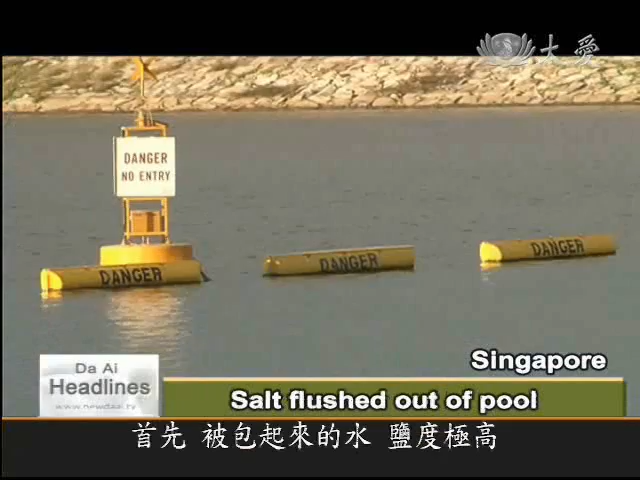 大愛
DANGER
NO ENTRY
DANGER
DANGER
DANGER
Singapore
Da Ai
Headlines
www.newdaai.tv
Salt flushed out of pool
首先 被包起來的水 鹽度極高